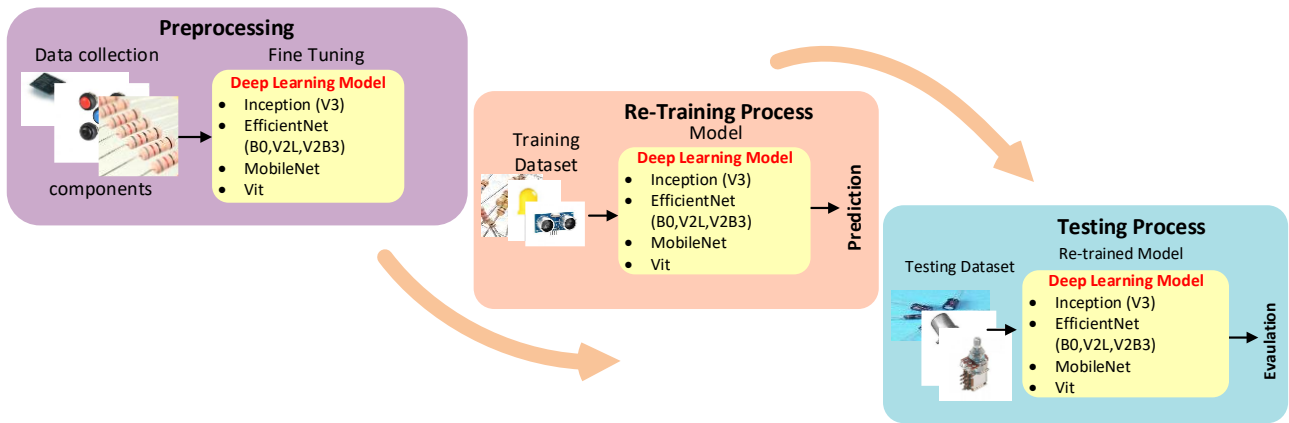 Preprocessing
Data collection
components
Fine Tuning
Deep Learning Model
• Inception (V3)
• EfficientNet
(B0,V2L,V2B3)
• MobileNet
• Vit
Re-Training Process
Training
Dataset
Model
Deep Learning Model
• Inception (V3)
• EfficientNet
(B0,V2L,V2B3)
• MobileNet
• Vit
Prediction
Testing Process
Testing Dataset
Re-trained Model
Deep Learning Model
• Inception (V3)
• EfficientNet
(B0,V2L,V2B3)
• MobileNet
• Vit
Evaulation